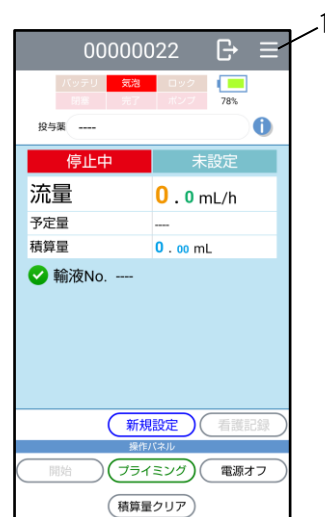 1
00000022
バッテリ 気泡 ロック
閉塞 完了 ポンプ 78%
投与薬 ----
停止中 未設定
流量 0.0 mL/h
予定量 ----
積算量 0.00 mL
輸液No. ----
新規設定 看護記録
操作パネル
開始 プライミング 電源オフ
積算量クリア